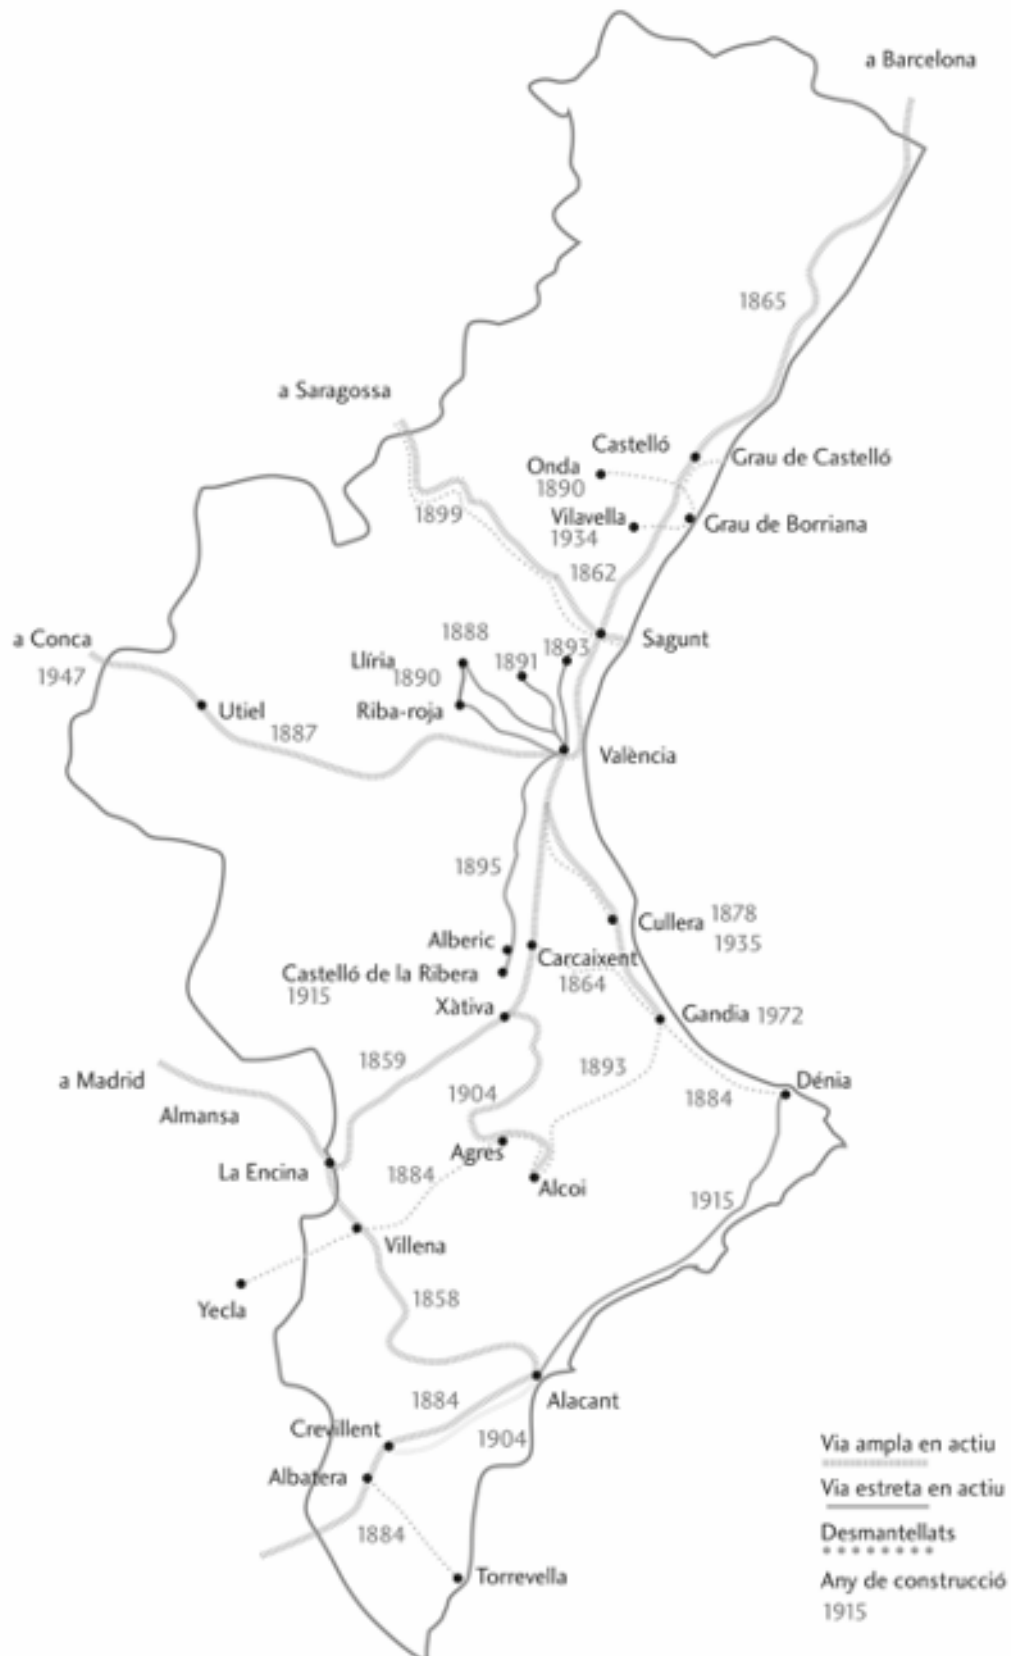 a Barcelona
1865
a Saragossa
Castelló
Grau de Castelló
Onda
1890
1899
Vilavella
1934
Grau de Borriana
1862
a Conca
1947
1888
1893
Sagunt
Llíria
1890
1891
Utiel
Riba-roja
1887
València
1895
Cullera 1878
1935
Alberic
Carcaixent
Castelló de la Ribera
1864
1915
Xàtiva
Gandia 1972
1859
1893
a Madrid
Dénia
1904
1884
Almansa
Agres
La Encina
1884
Alcoi
1915
Villena
1858
Yecla
1884
Alacant
Crevillent
1904
Albatera
1884
Torrevella
Via ampla en actiu
Via estreta en actiu
Desmantellats
Any de construcció
1915